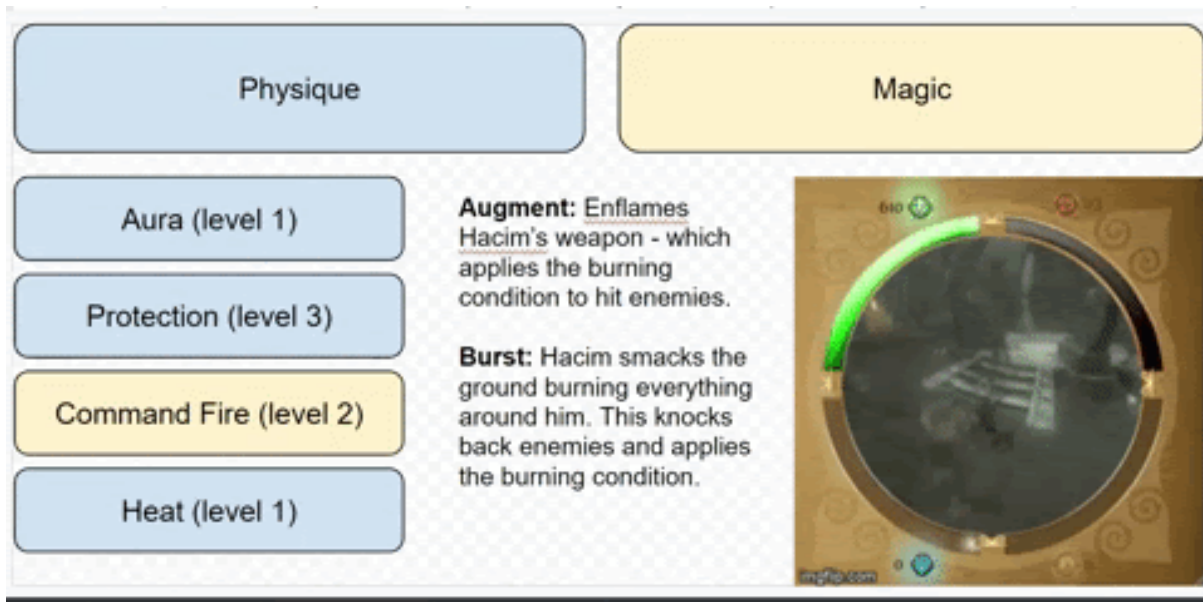 Physique
Magic
Aura (level 1)
Protection (level 3)
Command Fire (level 2)
Heat (level 1)
Augment: Enflames
Hacim's weapon - which
applies the burning
condition to hit enemies.
Burst: Hacim smacks the
ground burning everything
around him. This knocks
back enemies and applies
the burning condition.
610
0
imgflip.com